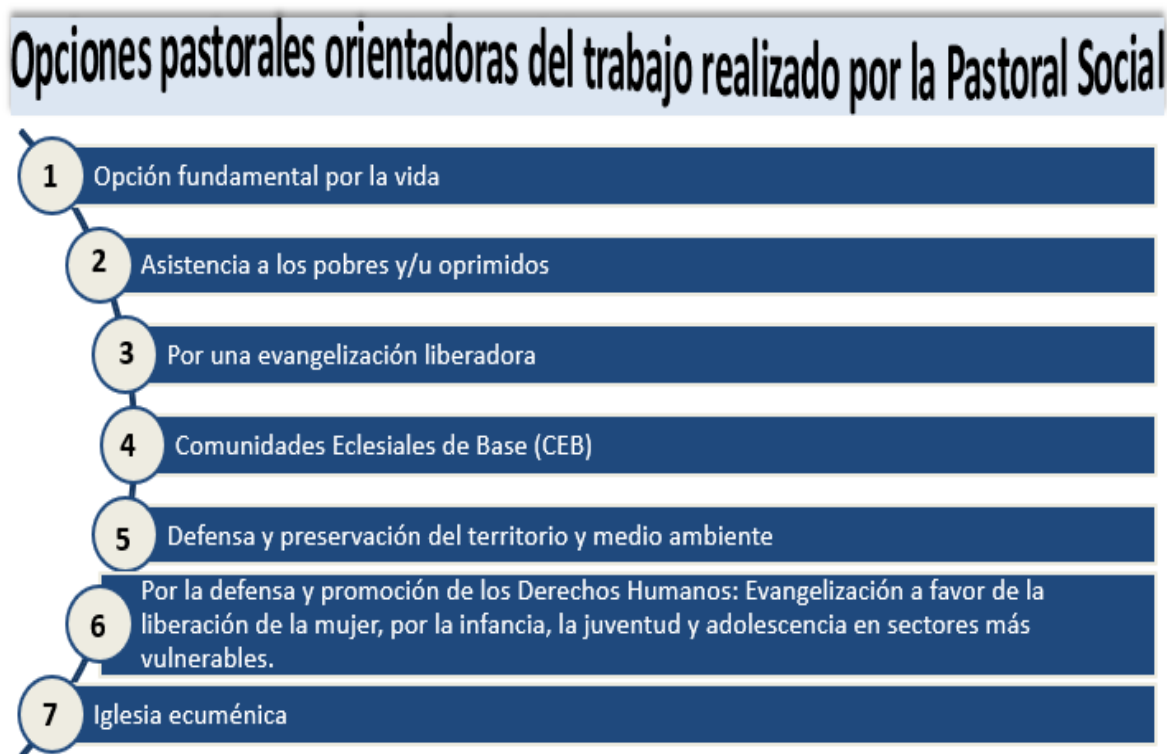 Opciones pastorales orientadoras del trabajo realizado por la Pastoral Social
1 Opción fundamental por la vida
2 Asistencia a los pobres y/u oprimidos
3 Por una evangelización liberadora
4 Comunidades Eclesiales de Base (CEB)
5 Defensa y preservación del territorio y medio ambiente
6 Por la defensa y promoción de los Derechos Humanos: Evangelización a favor de la
liberación de la mujer, por la infancia, la juventud y adolescencia en sectores más
vulnerables.
7 Iglesia ecuménica